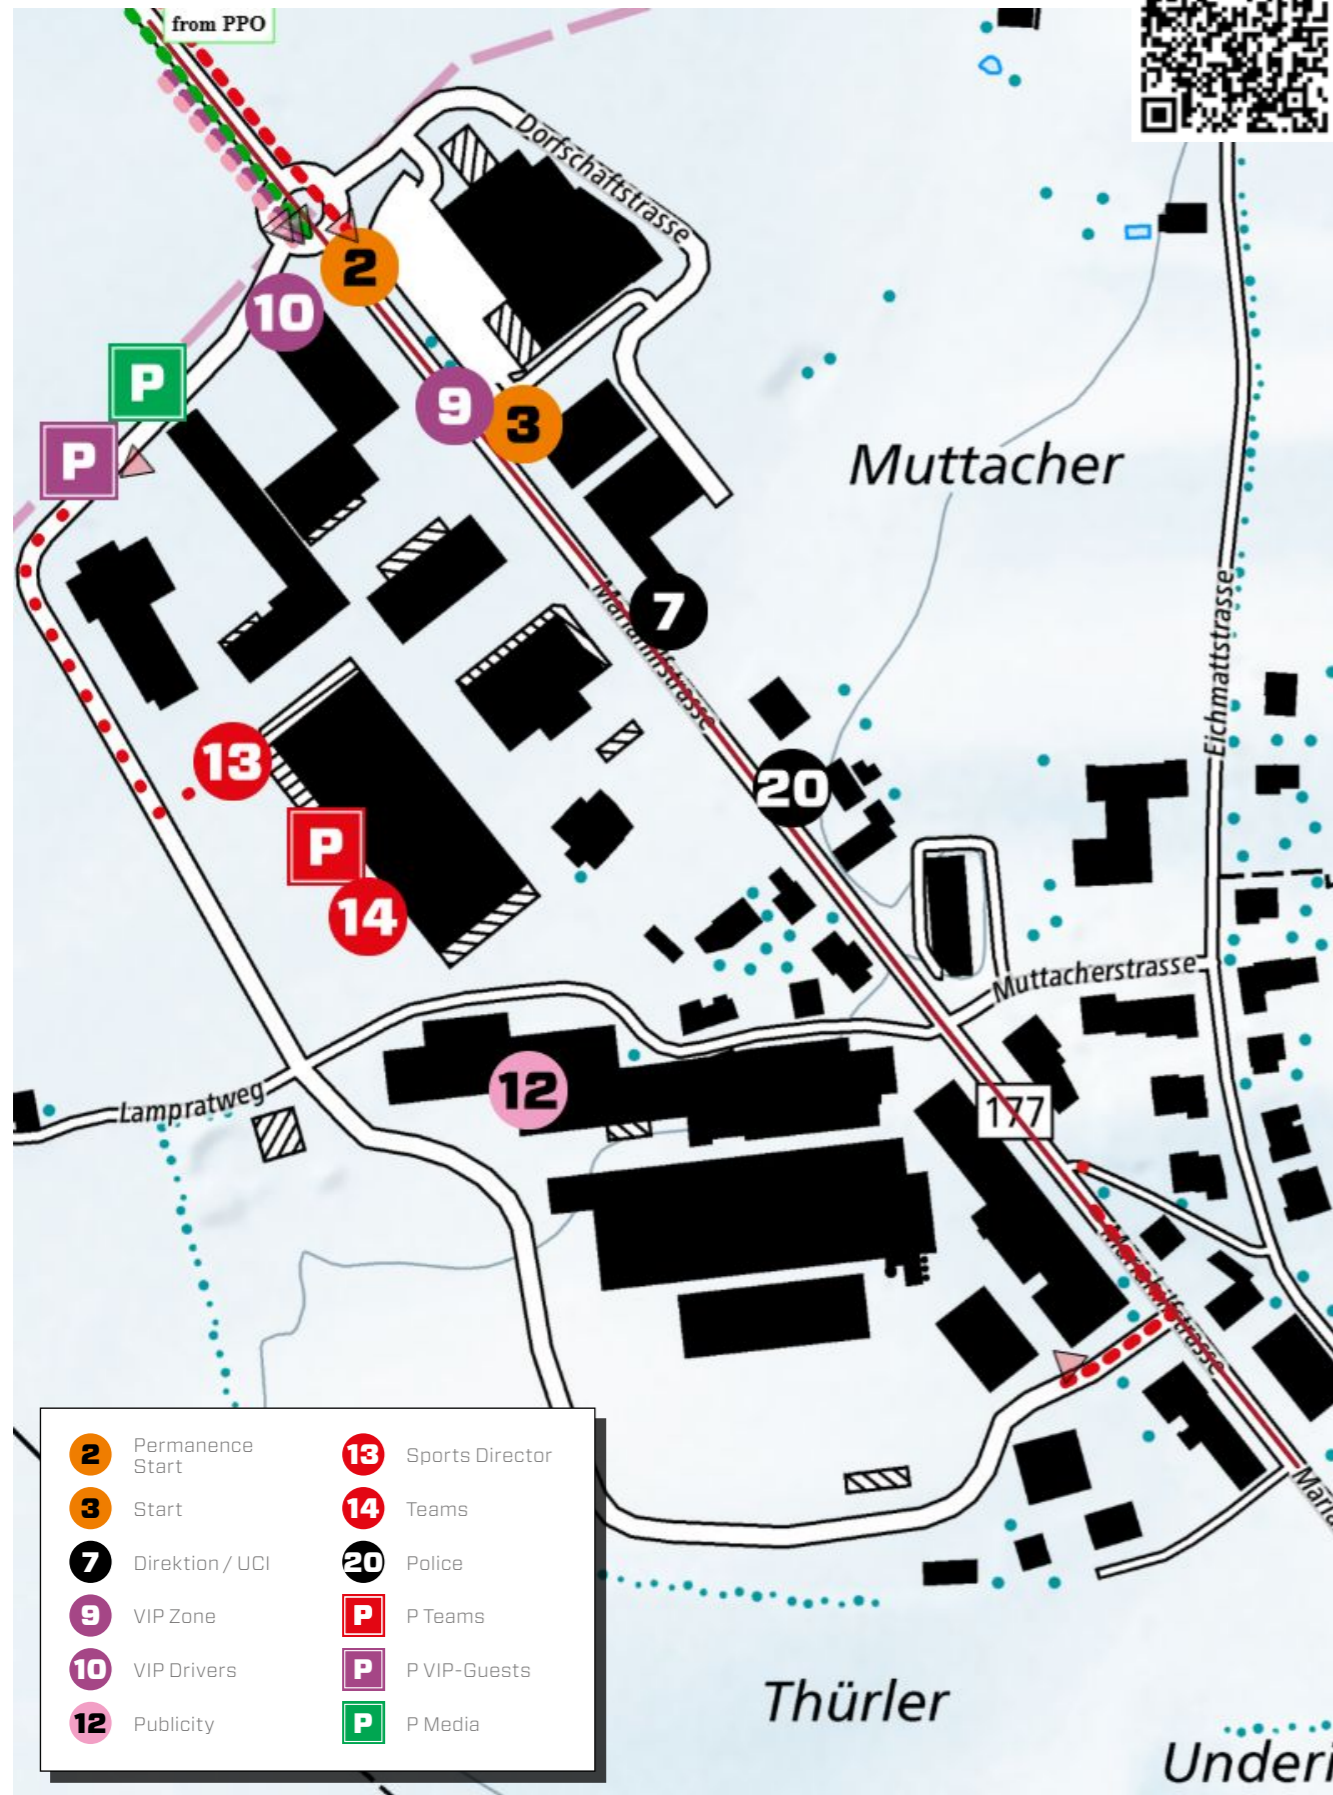 from PPO
Dorfschaftstrasse
2
10
P
9
3
P
Muttacher
Eichmattstrasse
7
13
20
P
14
Muttacherstrasse
12
Lampratweg
177
Mariahilfstrasse
2 Permanence
Start
3 Start
7 Direktion / UCI
9 VIP Zone
10 VIP Drivers
12 Publicity
13 Sports Director
14 Teams
20 Police
P P Teams
P P VIP-Guests
P P Media
Thürler